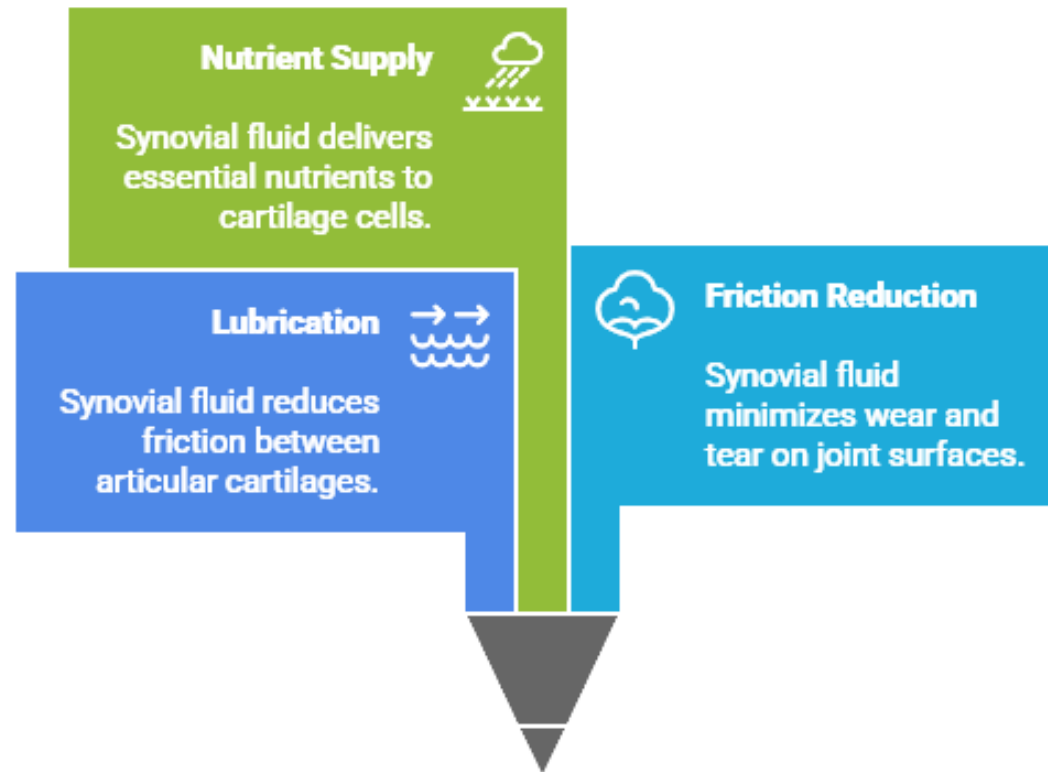 Nutrient Supply
Synovial fluid delivers
essential nutrients to
cartilage cells.
Lubrication
Synovial fluid reduces
friction between
articular cartilages.
Friction Reduction
Synovial fluid
minimizes wear and
tear on joint surfaces.